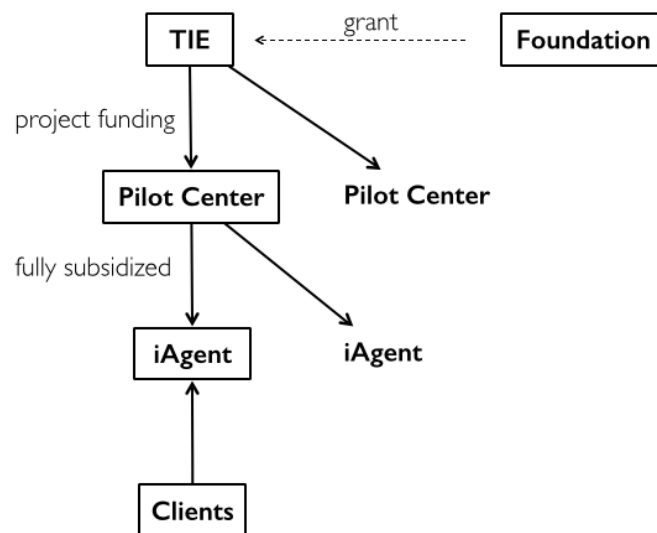 grant
TIE
Foundation
project funding
Pilot Center
Pilot Center
fully subsidized
iAgent
iAgent
Clients